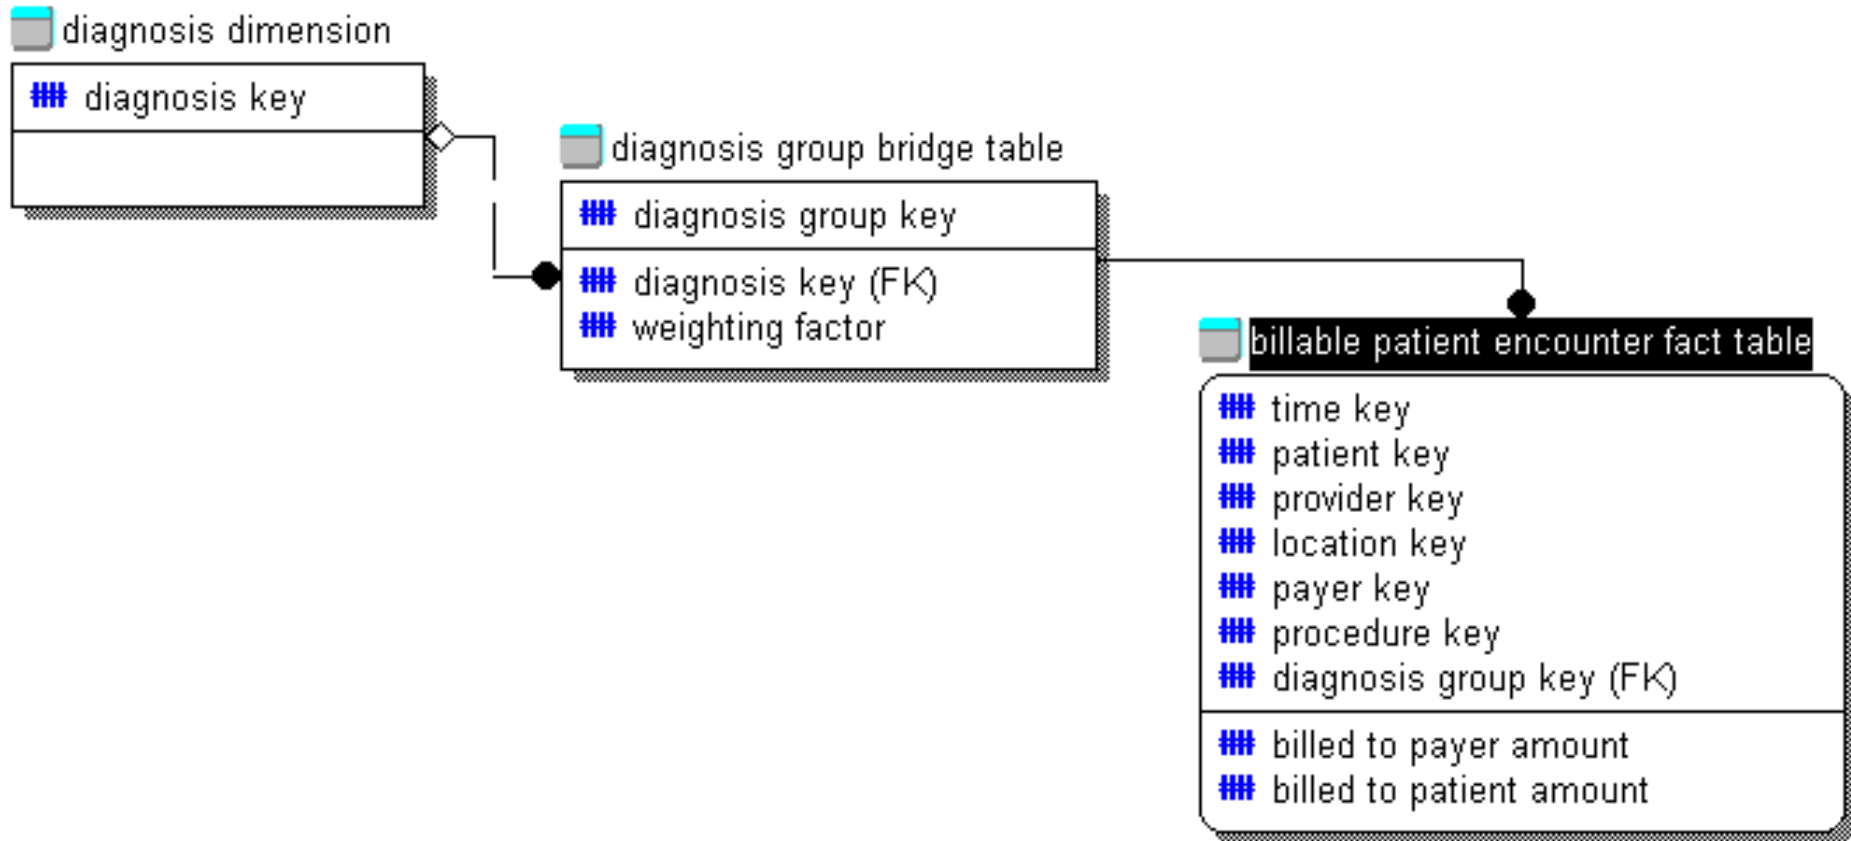 diagnosis dimension
diagnosis key
diagnosis group bridge table
diagnosis group key
diagnosis key (FK)
weighting factor
billable patient encounter fact table
time key
patient key
provider key
location key
payer key
procedure key
diagnosis group key (FK)
billed to payer amount
billed to patient amount